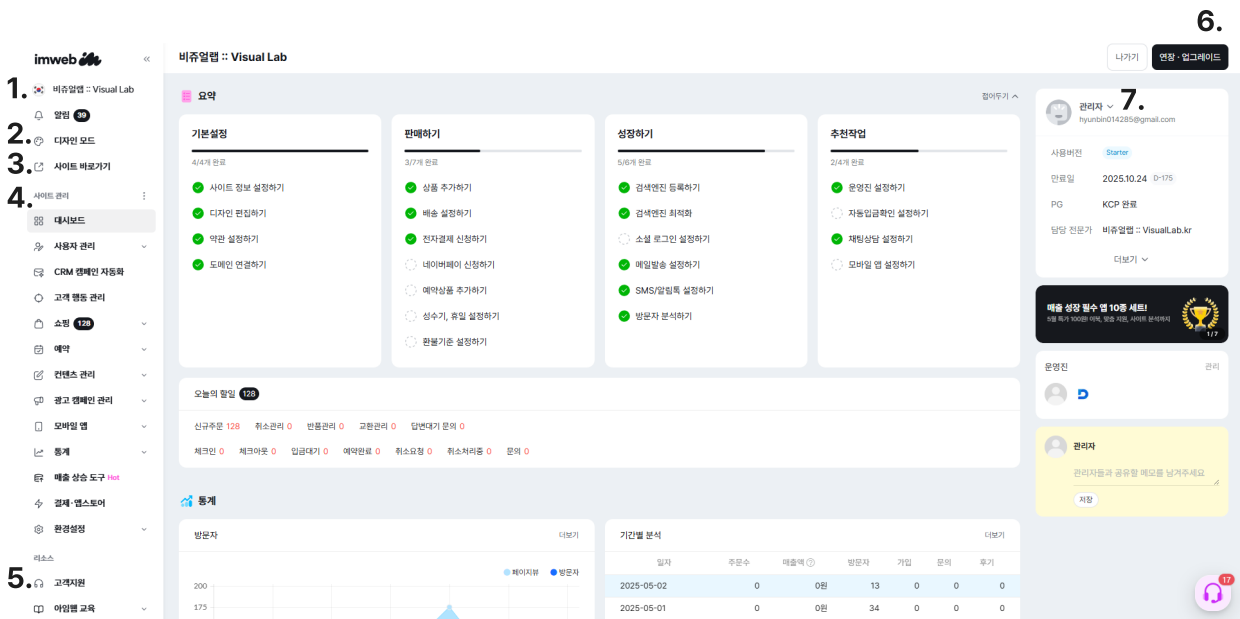 6.
imweb
«
비쥬얼랩 :: Visual Lab
나가기
연장 · 업그레이드
1.
비쥬얼랩 :: Visual Lab
알림 39
2.
디자인 모드
3.
사이트 바로가기
4.
사이트 관리
대시보드
사용자 관리
CRM 캠페인 자동화
고객 행동 관리
쇼핑 128
예약
컨텐츠 관리
광고 캠페인 관리
모바일 앱
통계
매출 상승 도구 Hot
결제·앱스토어
환경설정
리소스
5.
고객지원
아임웹 교육
요약
접어두기
기본설정
4/4개 완료
사이트 정보 설정하기
디자인 편집하기
약관 설정하기
도메인 연결하기
판매하기
3/7개 완료
상품 추가하기
배송 설정하기
전자결제 신청하기
네이버페이 신청하기
예약상품 추가하기
성수기, 휴일 설정하기
환불기준 설정하기
성장하기
5/6개 완료
검색엔진 등록하기
검색엔진 최적화
소셜 로그인 설정하기
메일발송 설정하기
SMS/알림톡 설정하기
방문자 분석하기
추천작업
2/4개 완료
운영진 설정하기
자동입금확인 설정하기
채팅상담 설정하기
모바일 앱 설정하기
오늘의 할일 128
신규주문 128 취소관리 0 반품관리 0 교환관리 0 답변대기 문의 0
체크인 0 체크아웃 0 입금대기 0 예약완료 0 취소요청 0 취소처리중 0 문의 0
통계
방문자 더보기
페이지뷰 방문자
200
175
기간별 분석 더보기
일자 주문수 매출액 ? 방문자 가입 문의 후기
2025-05-02 0 0원 13 0 0 0
2025-05-01 0 0원 34 0 0 0
관리자
7.
hyunbin014285@gmail.com
사용버전 Starter
만료일 2025.10.24 D-175
PG KCP 완료
담당 전문가 비쥬얼랩 :: VisualLab.kr
더보기
매출 성장 필수 앱 10종 세트!
5월 특가 100원! 이목, 맞춤 지원, 사이트 분석까지
1/7
운영진 관리
관리자
관리자들과 공유할 메모를 남겨주세요
저장
17